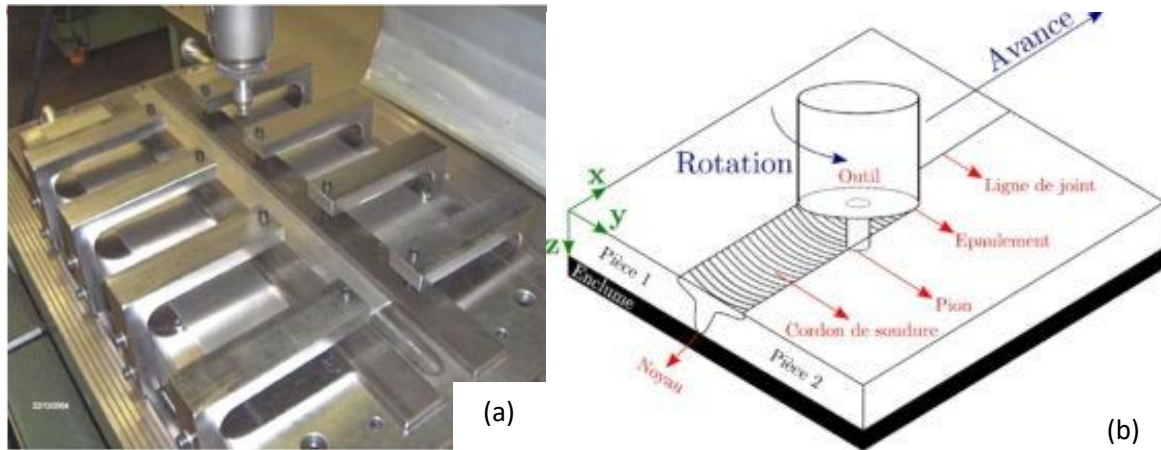 22/10/2004
(a)
Avance
Rotation
Outil
Ligne de joint
x
y
z
Epaulement
Pièce 1
Enclume
Pion
Cordon de soudure
Noyau
Pièce 2
(b)